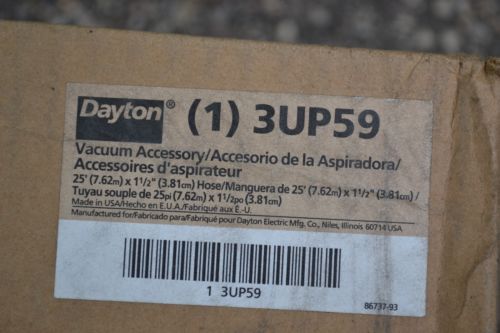 Dayton® (1) 3UP59
Vacuum Accessory/Accesorio de la Aspiradora/
Accessoires d'aspirateur
25' (7.62m) x 1½" (3.81cm) Hose/Manguera de 25' (7.62m) x 1½" (3.81cm) /
Tuyau souple de 25pi (7.62m) x 1½po (3.81cm)
Made in USA/Hecho en E.U.A./Fabriqué aux É.-U.
Manufactured for/Fabricado para/Fabriqué pour Dayton Electric Mfg. Co., Niles, Illinois 60714 USA
1 3UP59
86737-93